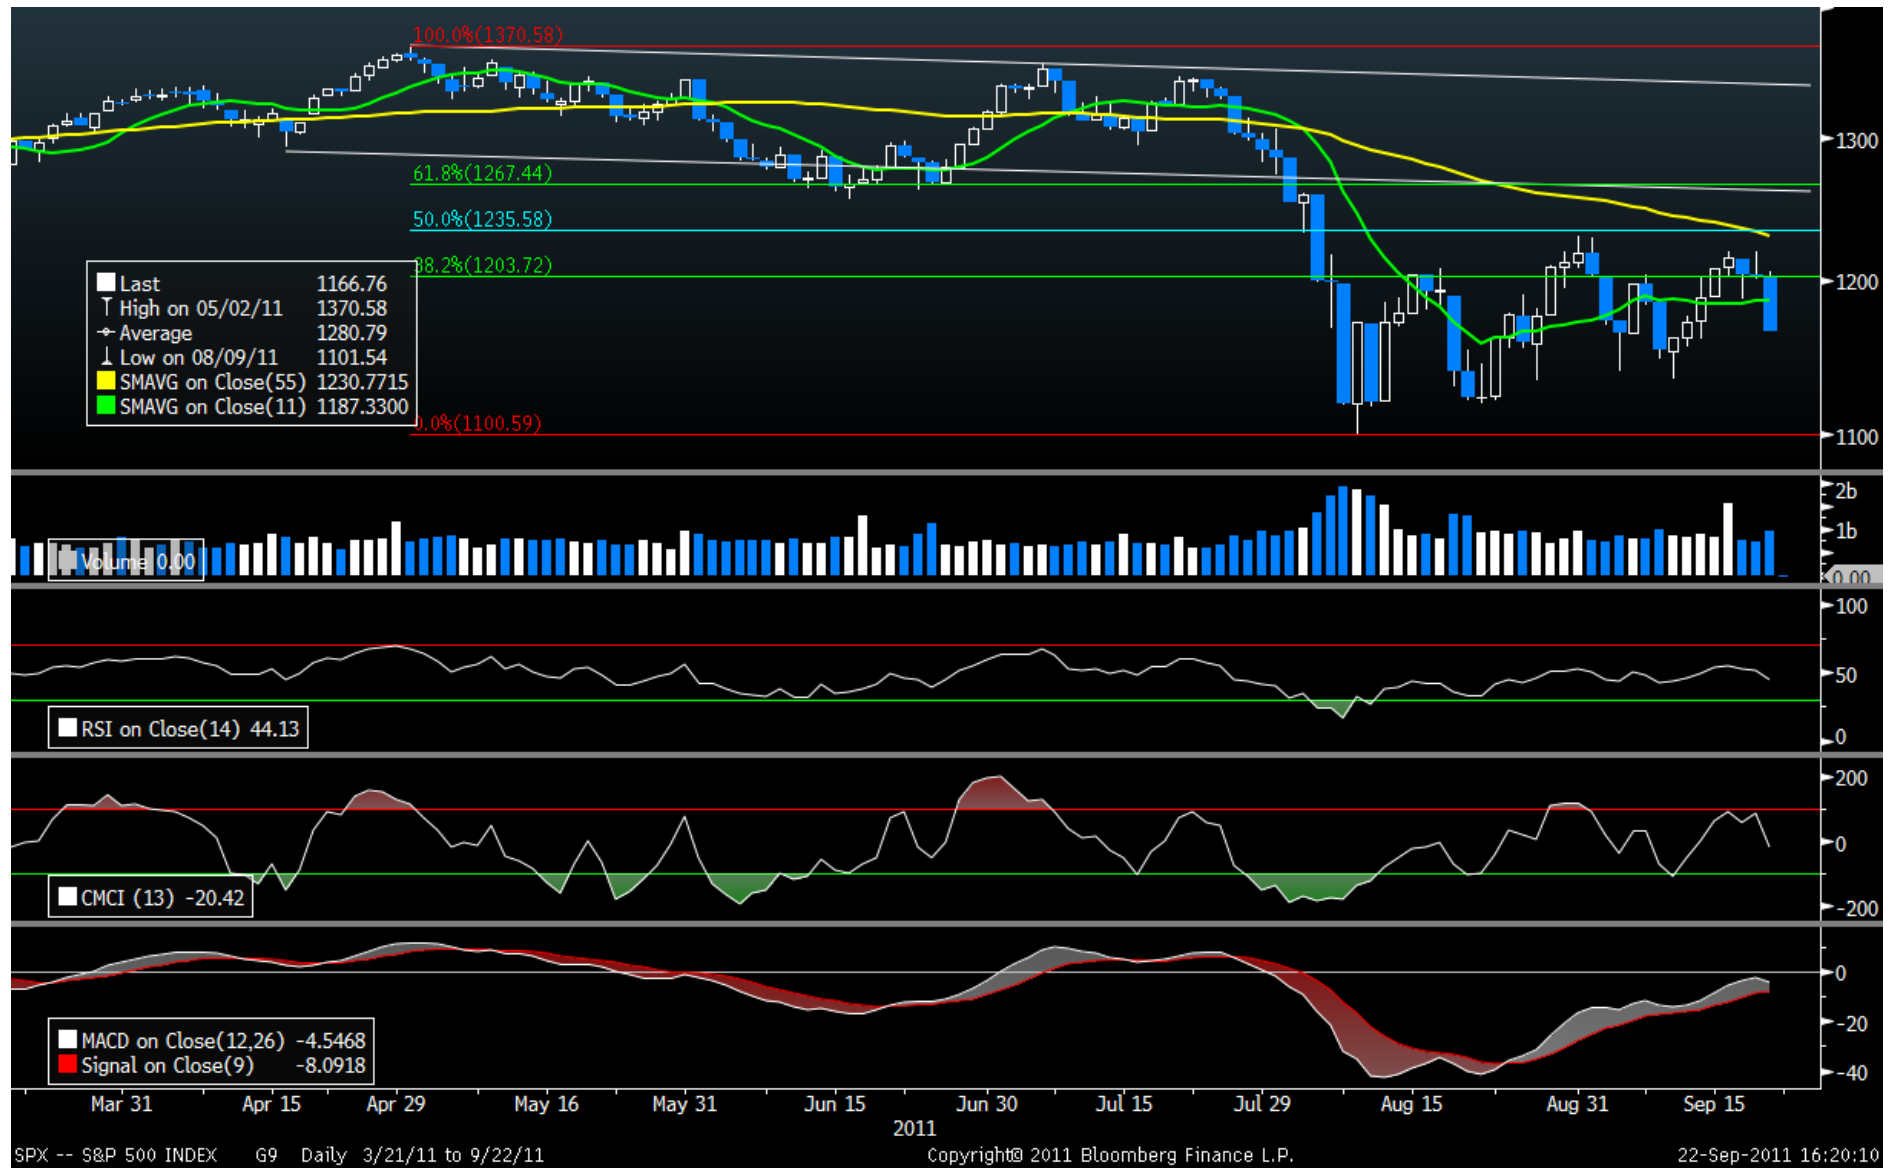 100.0%(1370.58)
61.8%(1267.44)
50.0%(1235.58)
38.2%(1203.72)
0.0%(1100.59)
Last 1166.76
High on 05/02/11 1370.58
Average 1280.79
Low on 08/09/11 1101.54
SMAVG on Close(55) 1230.7715
SMAVG on Close(11) 1187.3300
1300
1200
1100
2b
1b
0.00
Volume 0.00
100
50
0
RSI on Close(14) 44.13
200
0
-200
CMCI (13) -20.42
0
-20
-40
MACD on Close(12,26) -4.5468
Signal on Close(9) -8.0918
Mar 31 Apr 15 Apr 29 May 16 May 31 Jun 15 Jun 30 Jul 15 Jul 29 Aug 15 Aug 31 Sep 15
2011
SPX -- S&P 500 INDEX G9 Daily 3/21/11 to 9/22/11 Copyright© 2011 Bloomberg Finance L.P. 22-Sep-2011 16:20:10